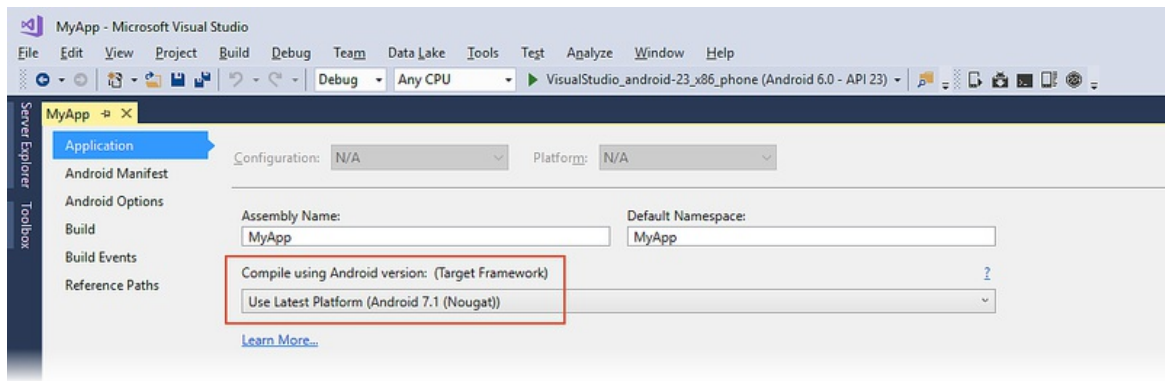 MyApp - Microsoft Visual Studio
File Edit View Project Build Debug Team Data Lake Tools Test Analyze Window Help
Debug Any CPU VisualStudio_android-23_x86_phone (Android 6.0 - API 23)
Server Explorer
Toolbox
MyApp
Application
Android Manifest
Android Options
Build
Build Events
Reference Paths
Configuration: N/A Platform: N/A
Assembly Name: Default Namespace:
MyApp MyApp
Compile using Android version: (Target Framework) ?
Use Latest Platform (Android 7.1 (Nougat))
Learn More...